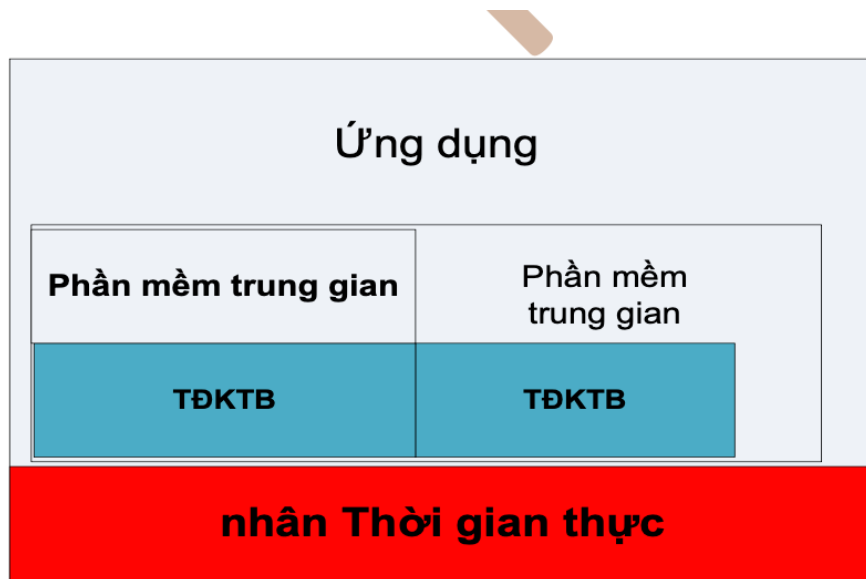 Ứng dụng
Phần mềm trung gian
Phần mềm
trung gian
TĐKTB
TĐKTB
nhân Thời gian thực